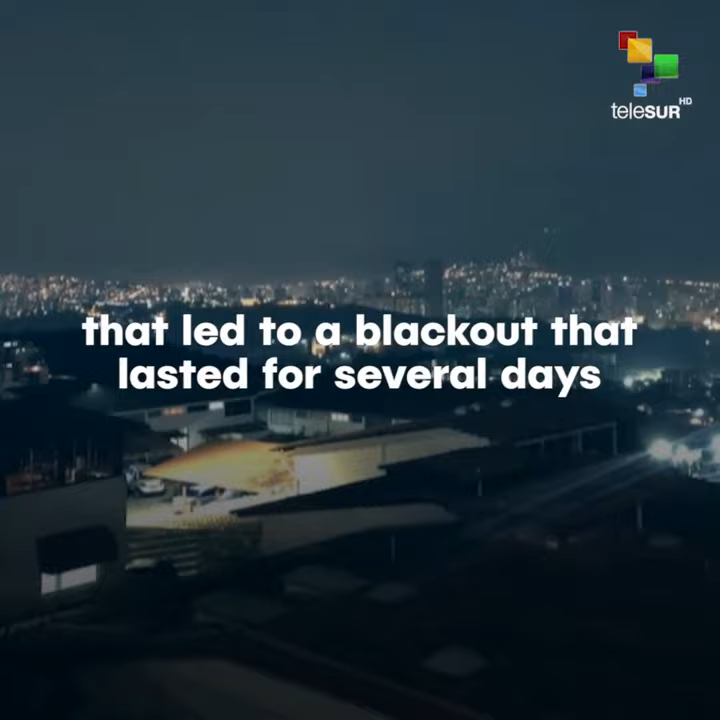 teleSUR HD
that led to a blackout that
lasted for several days